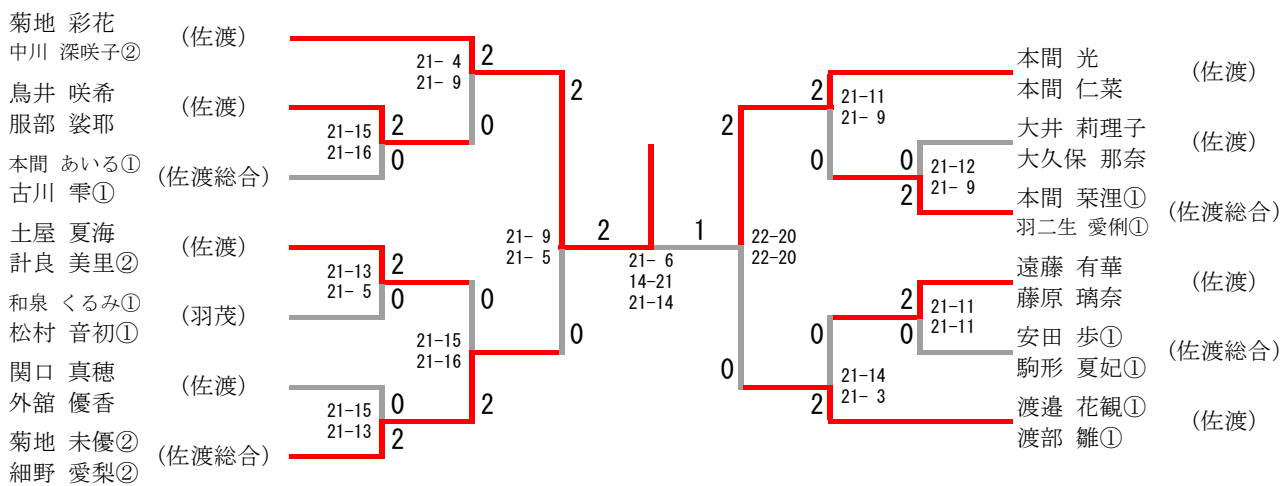 菊地 彩花
中川 深咲子②
(佐渡)
鳥井 咲希
服部 裟耶
(佐渡)
本間 あいる①
古川 雫①
(佐渡総合)
土屋 夏海
計良 美里②
(佐渡)
和泉 くるみ①
松村 音初①
(羽茂)
関口 真穂
外舘 優香
(佐渡)
菊地 未優②
細野 愛梨②
(佐渡総合)
21- 4
21- 9
2
0
21-15
21-16
2
0
21-13
21- 5
2
0
21-15
21-16
0
2
21-15
21-13
0
2
2
21- 9
21- 5
0
2
1
21- 6
14-21
21-14
2
22-20
22-20
0
2
21-11
21- 9
0
0
21-12
21- 9
2
2
21-11
21-11
0
0
21-14
21- 3
2
本間 光
本間 仁菜
(佐渡)
大井 莉理子
大久保 那奈
(佐渡)
本間 栞浬①
羽二生 愛俐①
(佐渡総合)
遠藤 有華
藤原 璃奈
(佐渡)
安田 歩①
駒形 夏妃①
(佐渡総合)
渡邉 花観①
渡部 雛①
(佐渡)